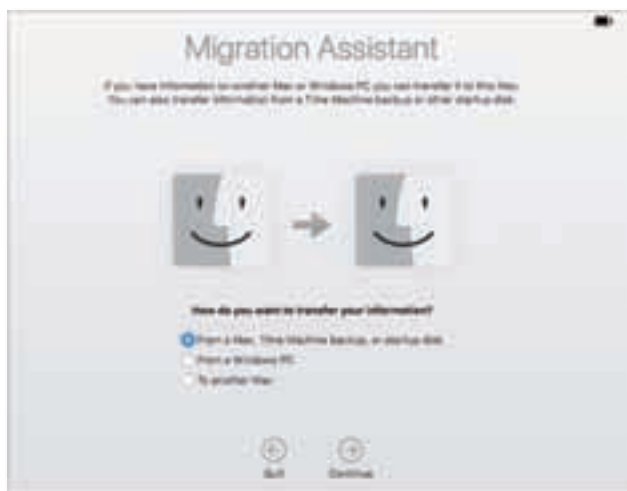 Migration Assistant
If you have information on another Mac or Windows PC, you can transfer it to this Mac.
You can also transfer information from a Time Machine backup or other startup disk.
How do you want to transfer your information?
From a Mac, Time Machine backup, or startup disk
From a Windows PC
To another Mac
Quit
Continue